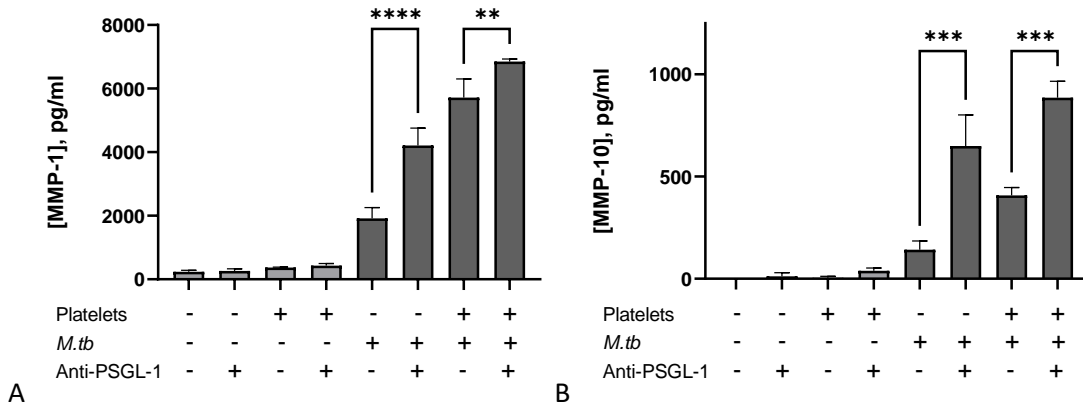 **** **
8000
6000
4000
2000
0
[MMP-1], pg/ml
Platelets - - + + - - + +
M.tb - - - - + + + +
Anti-PSGL-1 - + - + - + - +
A
*** ***
1000
500
0
[MMP-10], pg/ml
Platelets - - + + - - + +
M.tb - - - - + + + +
Anti-PSGL-1 - + - + - + - +
B